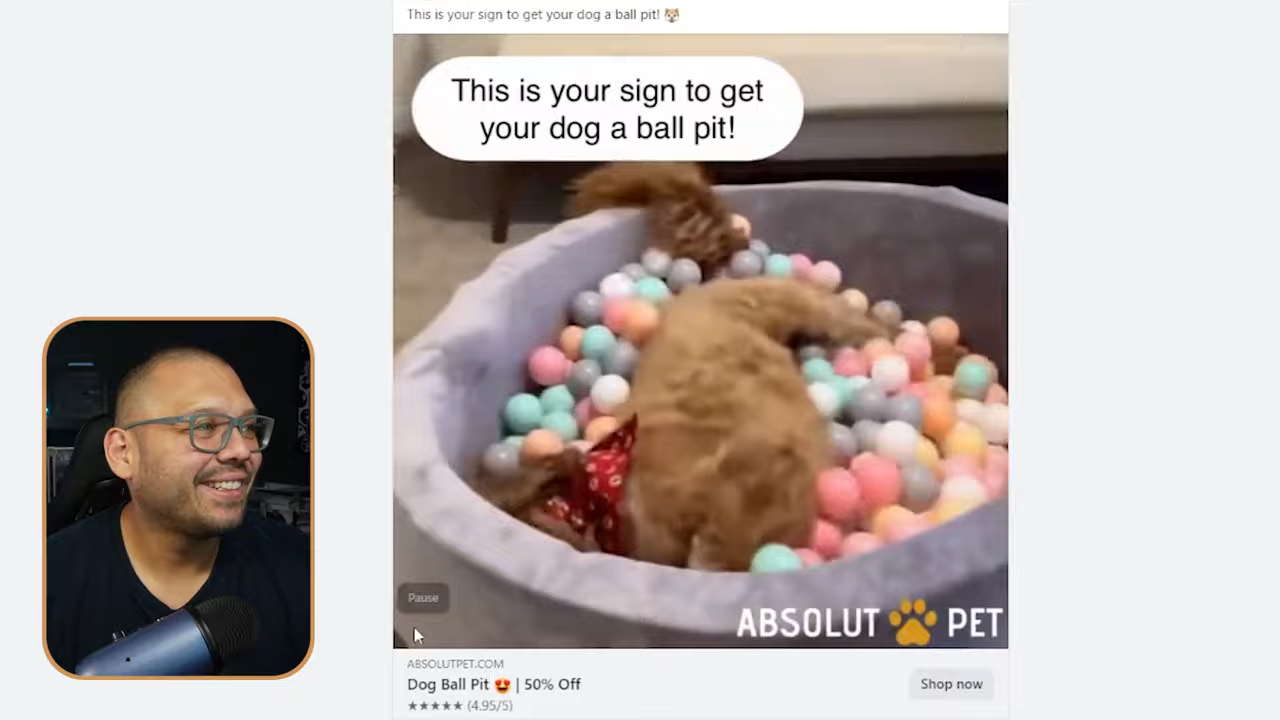 This is your sign to get your dog a ball pit! 🐶
This is your sign to get
your dog a ball pit!
Pause
ABSOLUT PET
ABSOLUTPET.COM
Dog Ball Pit 😍 | 50% Off
★★★★★ (4.95/5)
Shop now